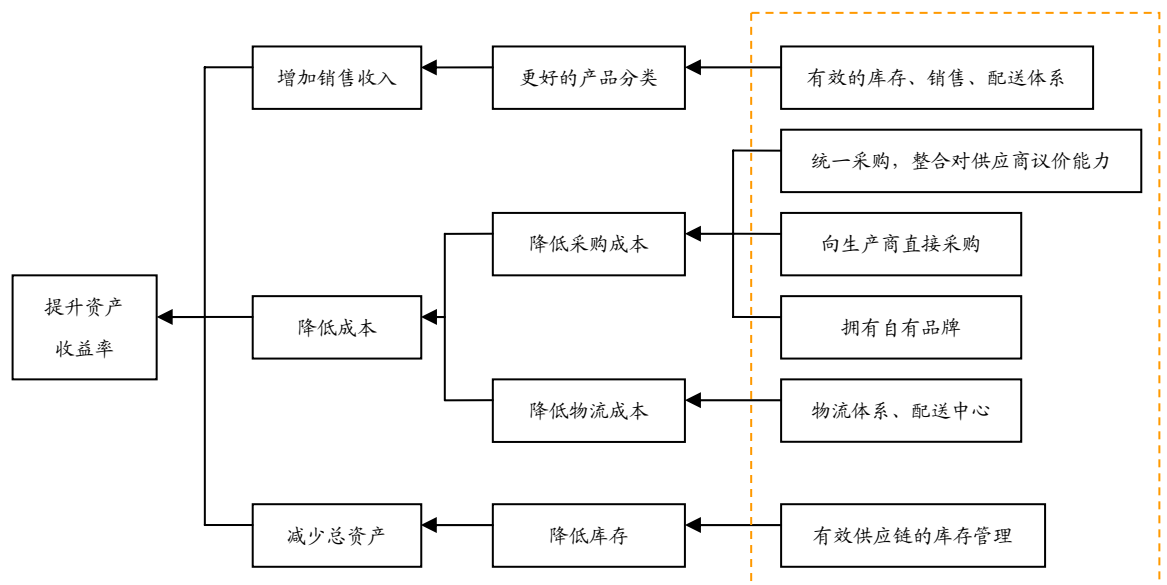 增加销售收入
更好的产品分类
有效的库存、销售、配送体系
统一采购，整合对供应商议价能力
降低采购成本
向生产商直接采购
提升资产
收益率
降低成本
拥有自有品牌
降低物流成本
物流体系、配送中心
减少总资产
降低库存
有效供应链的库存管理